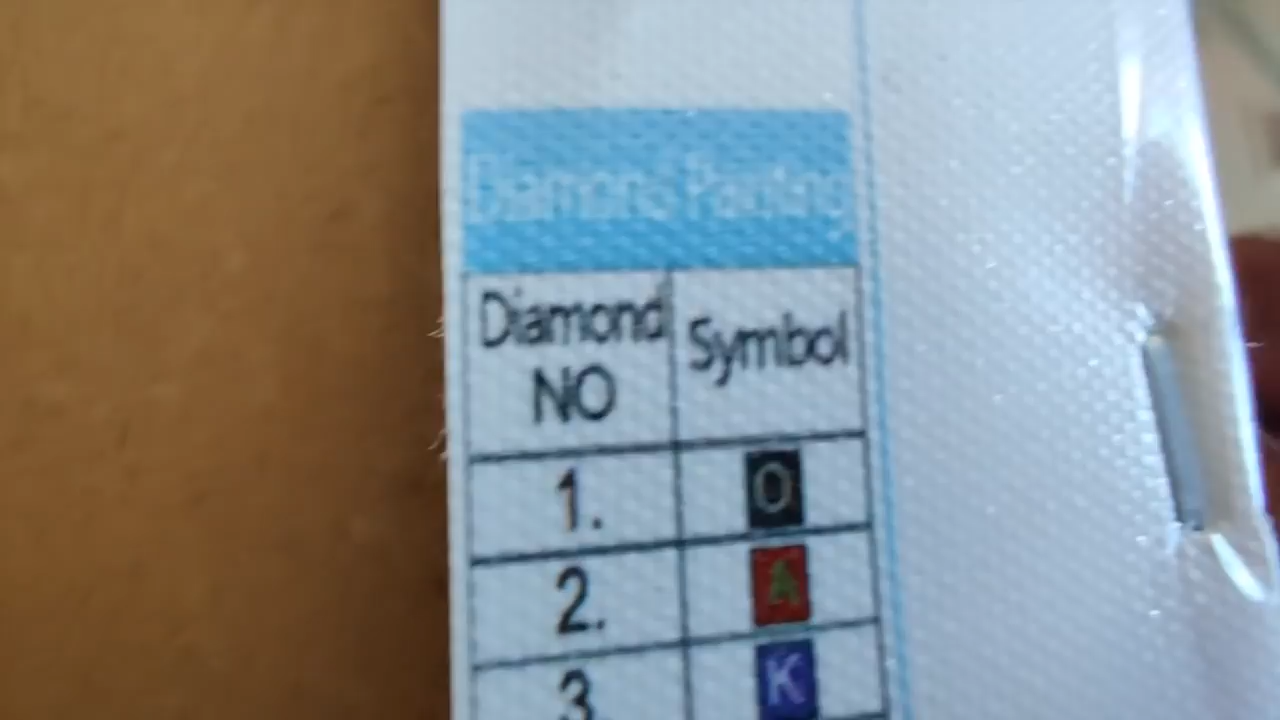 Diamond Painting
Diamond Symbol
NO
1. O
2. A
3. K